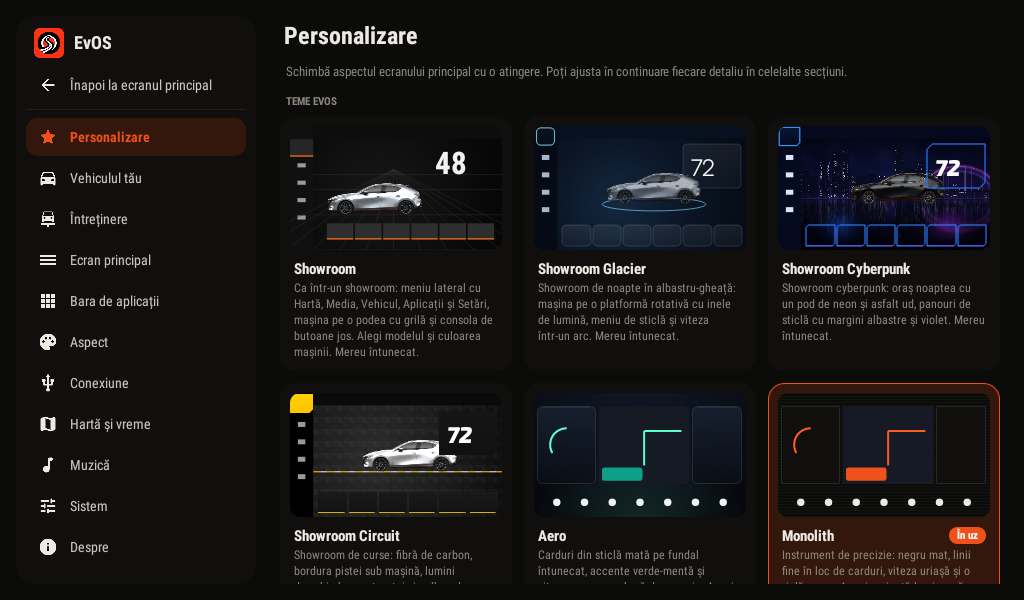 EvOS
Înapoi la ecranul principal
Personalizare
Vehiculul tău
Întreținere
Ecran principal
Bara de aplicații
Aspect
Conexiune
Hartă și vreme
Muzică
Sistem
Despre
Personalizare
Schimbă aspectul ecranului principal cu o atingere. Poți ajusta în continuare fiecare detaliu în celelalte secțiuni.
TEME EVOS
48
Showroom
Ca într-un showroom: meniu lateral cu
Hartă, Media, Vehicul, Aplicații și Setări,
mașina pe o podea cu grilă și consola de
butoane jos. Alegi modelul și culoarea
mașinii. Mereu întunecat.
72
Showroom Glacier
Showroom de noapte în albastru-gheață:
mașina pe o platformă rotativă cu inele
de lumină, meniu de sticlă și viteza
într-un arc. Mereu întunecat.
72
Showroom Cyberpunk
Showroom cyberpunk: oraș noaptea cu
un pod de neon și asfalt ud, panouri de
sticlă cu margini albastre și violet. Mereu
întunecat.
72
Showroom Circuit
Showroom de curse: fibră de carbon,
bordura pistei sub mașină, lumini
Aero
Carduri din sticlă mată pe fundal
întunecat, accente verde-mentă și
Monolith
În uz
Instrument de precizie: negru mat, linii
fine în loc de carduri, viteza uriașă și o